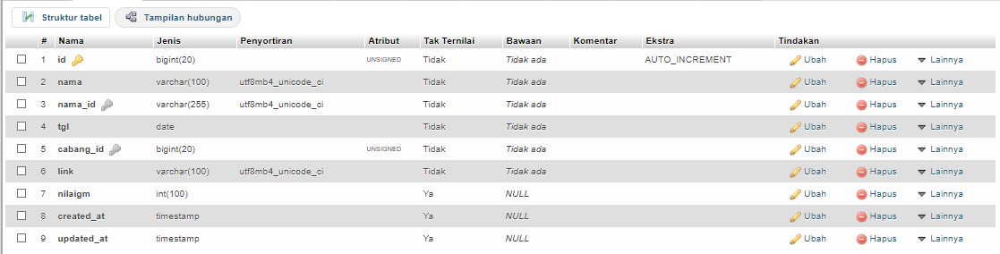 Struktur tabel Tampilan hubungan
# Nama Jenis Penyortiran Atribut Tak Ternilai Bawaan Komentar Ekstra Tindakan
1 id bigint(20) UNSIGNED Tidak Tidak ada AUTO_INCREMENT Ubah Hapus Lainnya
2 nama varchar(100) utf8mb4_unicode_ci Tidak Tidak ada Ubah Hapus Lainnya
3 nama_id varchar(255) utf8mb4_unicode_ci Tidak Tidak ada Ubah Hapus Lainnya
4 tgl date Tidak Tidak ada Ubah Hapus Lainnya
5 cabang_id bigint(20) UNSIGNED Tidak Tidak ada Ubah Hapus Lainnya
6 link varchar(100) utf8mb4_unicode_ci Tidak Tidak ada Ubah Hapus Lainnya
7 nilaigm int(100) Ya NULL Ubah Hapus Lainnya
8 created_at timestamp Ya NULL Ubah Hapus Lainnya
9 updated_at timestamp Ya NULL Ubah Hapus Lainnya